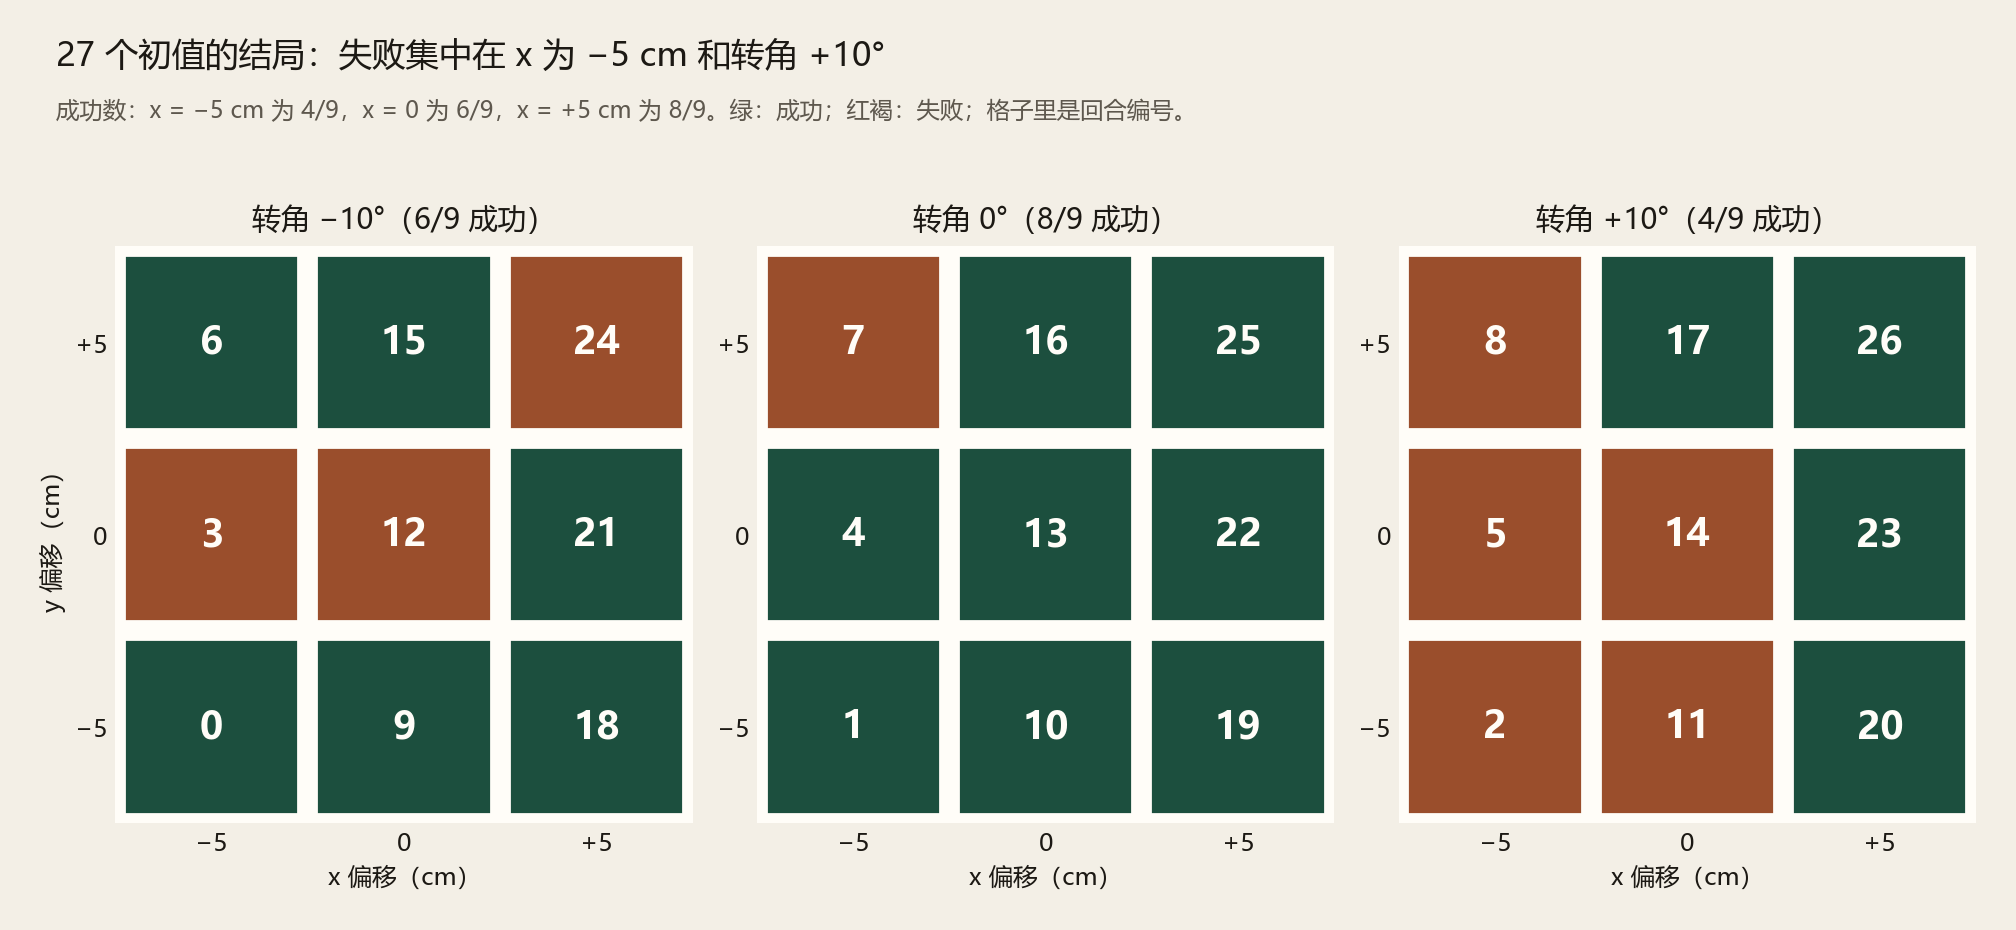 27 个初值的结局：失败集中在 x 为 −5 cm 和转角 +10°
成功数：x = −5 cm 为 4/9，x = 0 为 6/9，x = +5 cm 为 8/9。绿：成功；红褐：失败；格子里是回合编号。
转角 −10°（6/9 成功）
+5
6 15 24
0
3 12 21
−5
0 9 18
−5 0 +5
x 偏移（cm）
y 偏移（cm）
转角 0°（8/9 成功）
+5
7 16 25
0
4 13 22
−5
1 10 19
−5 0 +5
x 偏移（cm）
转角 +10°（4/9 成功）
+5
8 17 26
0
5 14 23
−5
2 11 20
−5 0 +5
x 偏移（cm）